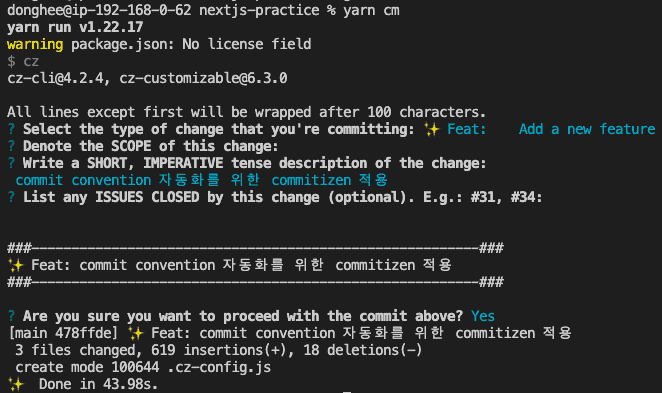 donghee@ip-192-168-0-62 nextjs-practice % yarn cm
yarn run v1.22.17
warning package.json: No license field
$ cz
cz-cli@4.2.4, cz-customizable@6.3.0
All lines except first will be wrapped after 100 characters.
? Select the type of change that you're committing: ✨ Feat:    Add a new feature
? Denote the SCOPE of this change:
? Write a SHORT, IMPERATIVE tense description of the change:
 commit convention 자동화를 위한 commitizen 적용
? List any ISSUES CLOSED by this change (optional). E.g.: #31, #34:
###--------------------------------------------------------###
✨ Feat: commit convention 자동화를 위한 commitizen 적용
###--------------------------------------------------------###
? Are you sure you want to proceed with the commit above? Yes
[main 478ffde] ✨ Feat: commit convention 자동화를 위한 commitizen 적용
 3 files changed, 619 insertions(+), 18 deletions(-)
 create mode 100644 .cz-config.js
✨  Done in 43.98s.